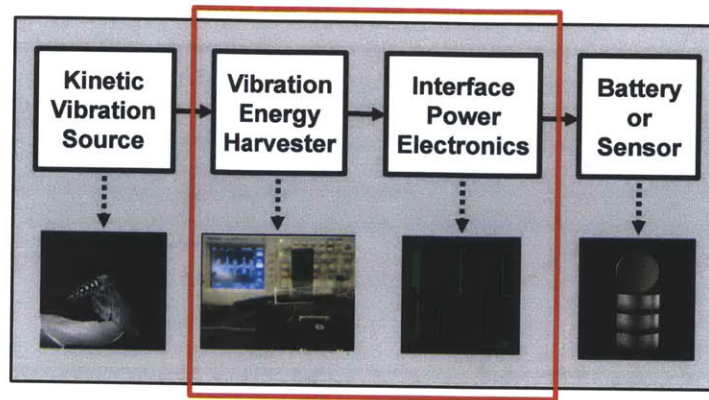 Kinetic
Vibration
Source
Vibration
Energy
Harvester
Interface
Power
Electronics
Battery
or
Sensor